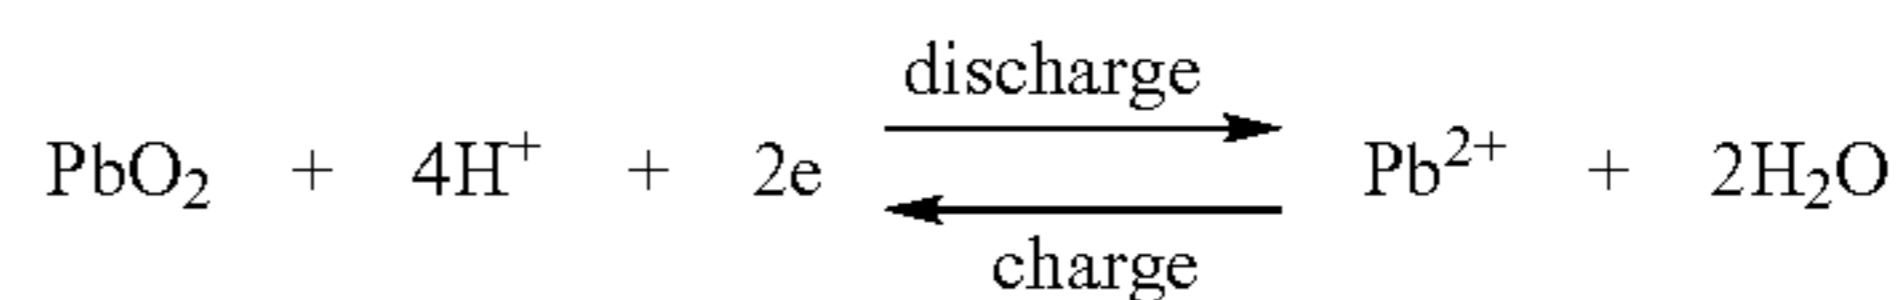 discharge
PbO₂ + 4H⁺ + 2e Pb²⁺ + 2H₂O
charge